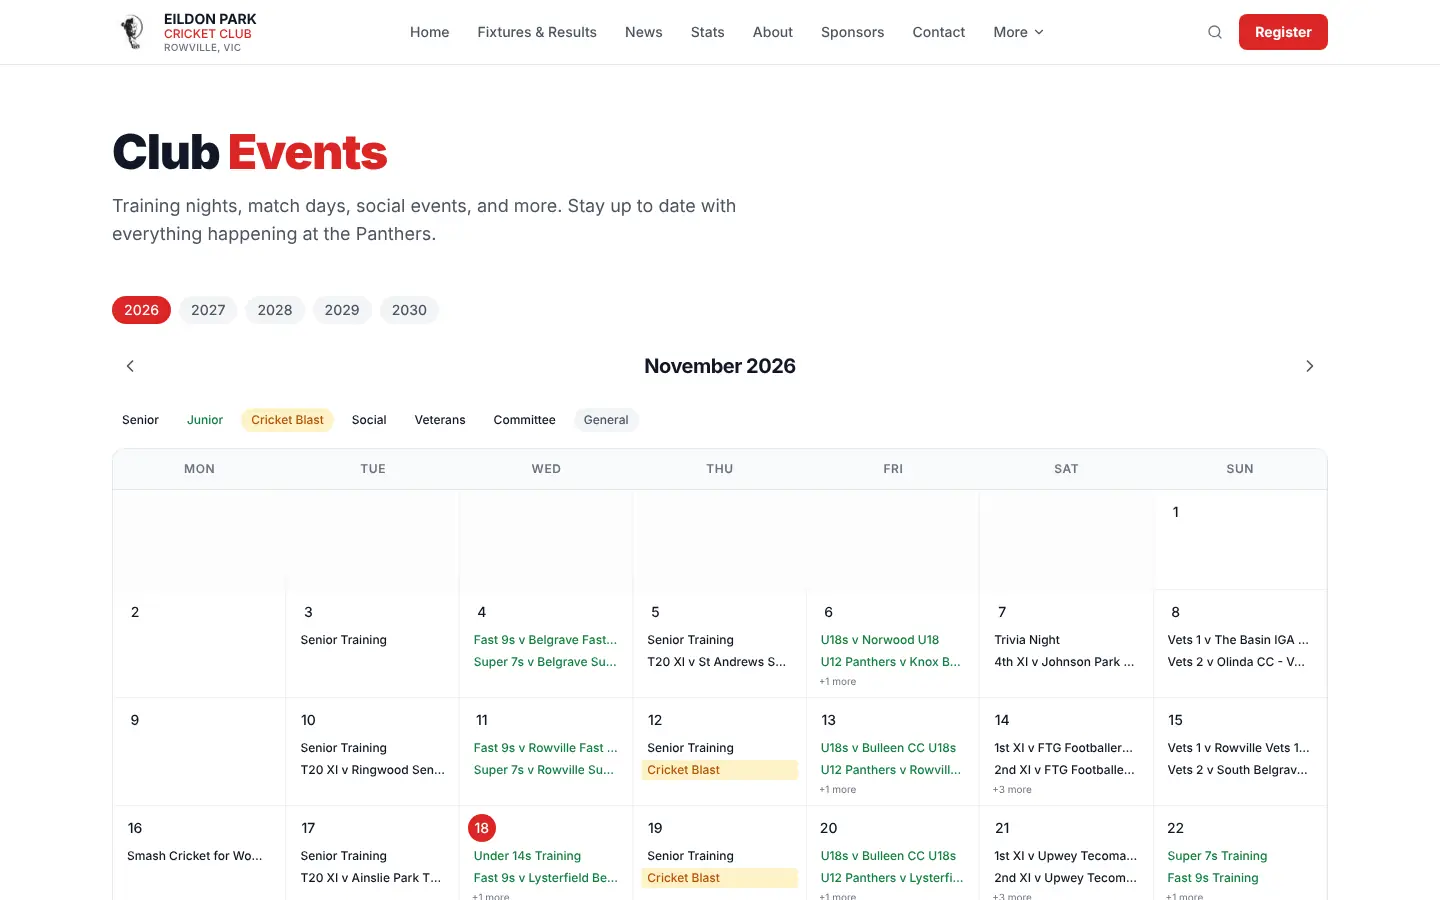 EILDON PARK
CRICKET CLUB
ROWVILLE, VIC
Home
Fixtures & Results
News
Stats
About
Sponsors
Contact
More
Register
Club Events
Training nights, match days, social events, and more. Stay up to date with
everything happening at the Panthers.
2026
2027
2028
2029
2030
November 2026
Senior
Junior
Cricket Blast
Social
Veterans
Committee
General
MON
TUE
WED
THU
FRI
SAT
SUN
1
2
3
Senior Training
4
Fast 9s v Belgrave Fast...
Super 7s v Belgrave Su...
5
Senior Training
T20 XI v St Andrews S...
6
U18s v Norwood U18
U12 Panthers v Knox B...
+1 more
7
Trivia Night
4th XI v Johnson Park ...
8
Vets 1 v The Basin IGA ...
Vets 2 v Olinda CC - V...
9
10
Senior Training
T20 XI v Ringwood Sen...
11
Fast 9s v Rowville Fast ...
Super 7s v Rowville Su...
12
Senior Training
Cricket Blast
13
U18s v Bulleen CC U18s
U12 Panthers v Rowvill...
+1 more
14
1st XI v FTG Footballer...
2nd XI v FTG Footballe...
+3 more
15
Vets 1 v Rowville Vets 1...
Vets 2 v South Belgrav...
16
Smash Cricket for Wo...
17
Senior Training
T20 XI v Ainslie Park T...
18
Under 14s Training
Fast 9s v Lysterfield Be...
+1 more
19
Senior Training
Cricket Blast
20
U18s v Bulleen CC U18s
U12 Panthers v Lysterfi...
+1 more
21
1st XI v Upwey Tecoma...
2nd XI v Upwey Tecom...
+3 more
22
Super 7s Training
Fast 9s Training
+1 more